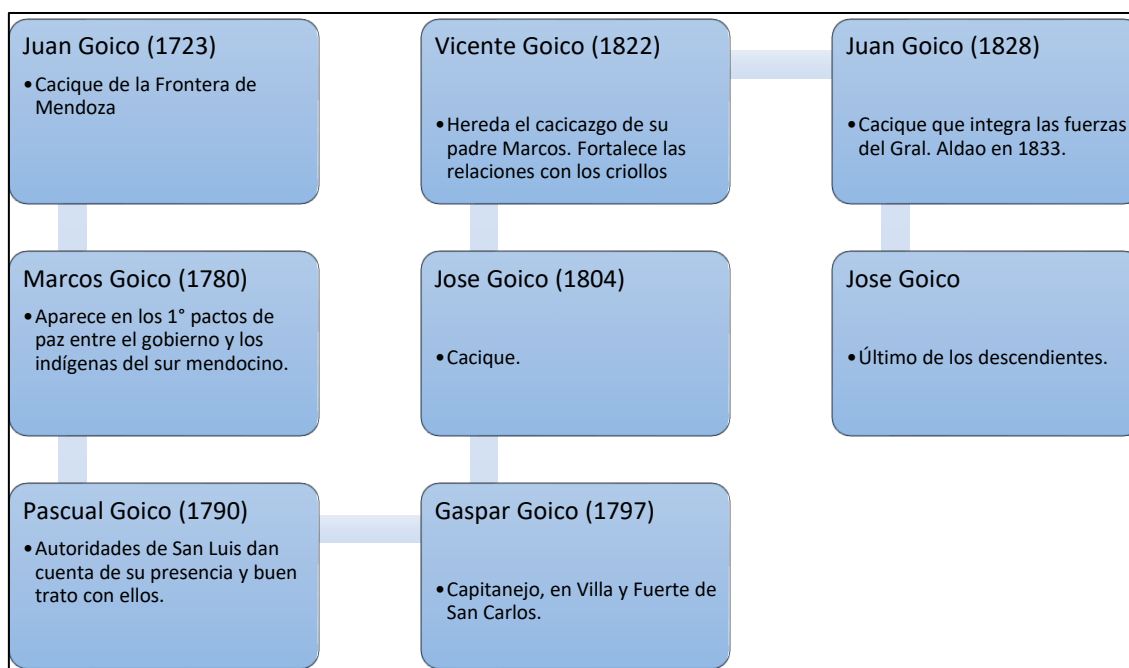 Juan Goico (1723)
•Cacique de la Frontera de
Mendoza
Marcos Goico (1780)
•Aparece en los 1° pactos de
paz entre el gobierno y los
indígenas del sur mendocino.
Pascual Goico (1790)
•Autoridades de San Luis dan
cuenta de su presencia y buen
trato con ellos.
Gaspar Goico (1797)
•Capitanejo, en Villa y Fuerte de
San Carlos.
Jose Goico (1804)
•Cacique.
Vicente Goico (1822)
•Hereda el cacicazgo de su
padre Marcos. Fortalece las
relaciones con los criollos
Juan Goico (1828)
•Cacique que integra las fuerzas
del Gral. Aldao en 1833.
Jose Goico
•Último de los descendientes.